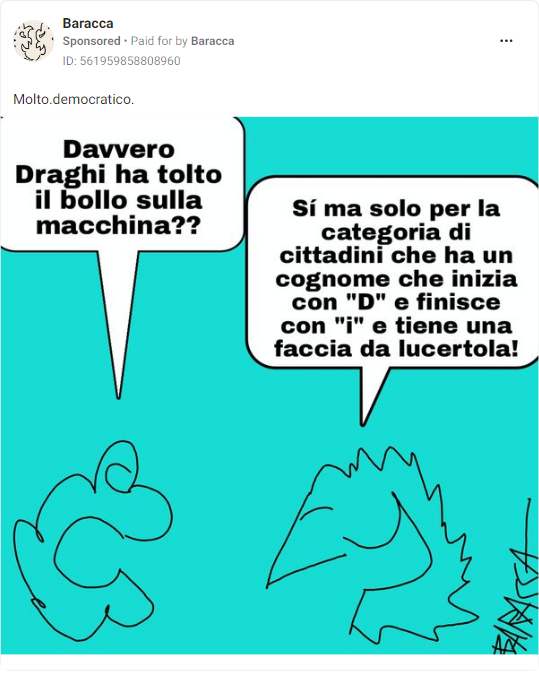 Baracca
Sponsored • Paid for by Baracca
ID: 561959858808960
Molto.democratico.
Davvero
Draghi ha tolto
il bollo sulla
macchina??
Sí ma solo per la
categoria di
cittadini che ha un
cognome che inizia
con "D" e finisce
con "i" e tiene una
faccia da lucertola!